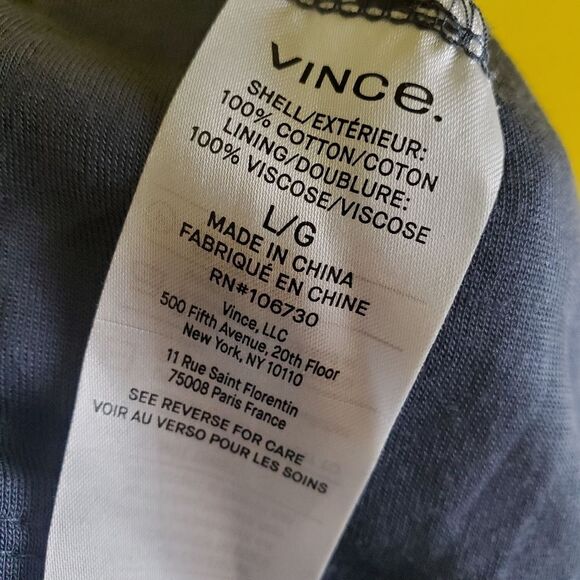 VINCe.
SHELL/EXTÉRIEUR:
100% COTTON/COTON
LINING/DOUBLURE:
100% VISCOSE/VISCOSE
L/G
MADE IN CHINA
FABRIQUÉ EN CHINE
RN#106730
Vince, LLC
500 Fifth Avenue, 20th Floor
New York, NY 10110
11 Rue Saint Florentin
75008 Paris France
SEE REVERSE FOR CARE
VOIR AU VERSO POUR LES SOINS